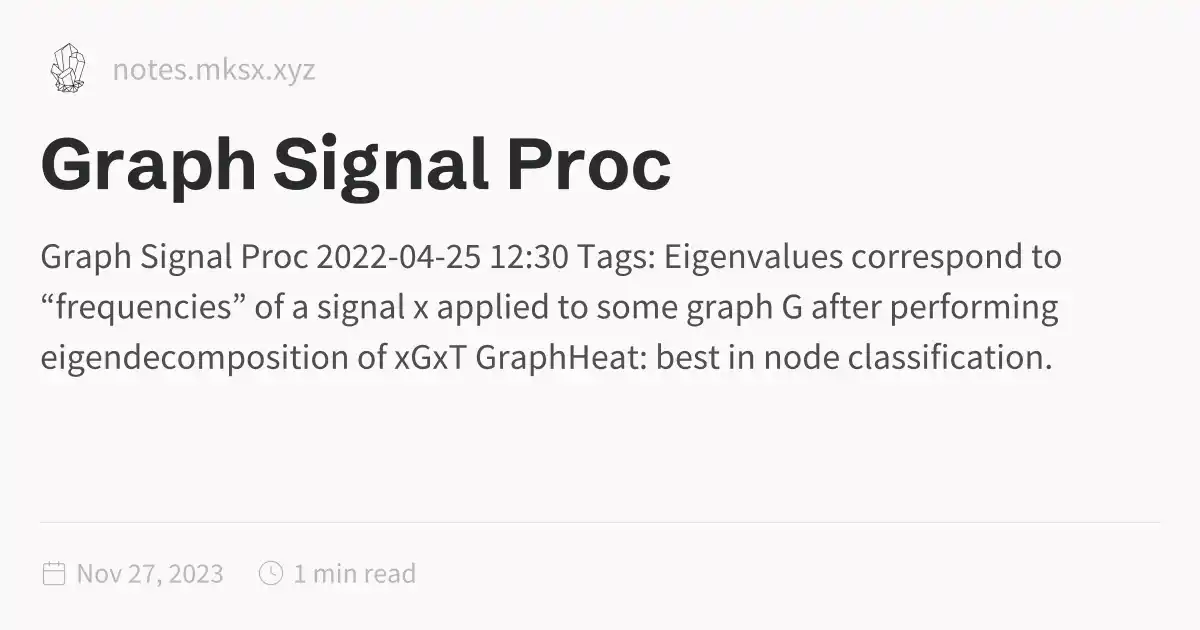 notes.mksx.xyz
Graph Signal Proc
Graph Signal Proc 2022-04-25 12:30 Tags: Eigenvalues correspond to
“frequencies” of a signal x applied to some graph G after performing
eigendecomposition of xGxT GraphHeat: best in node classification.
Nov 27, 2023
1 min read